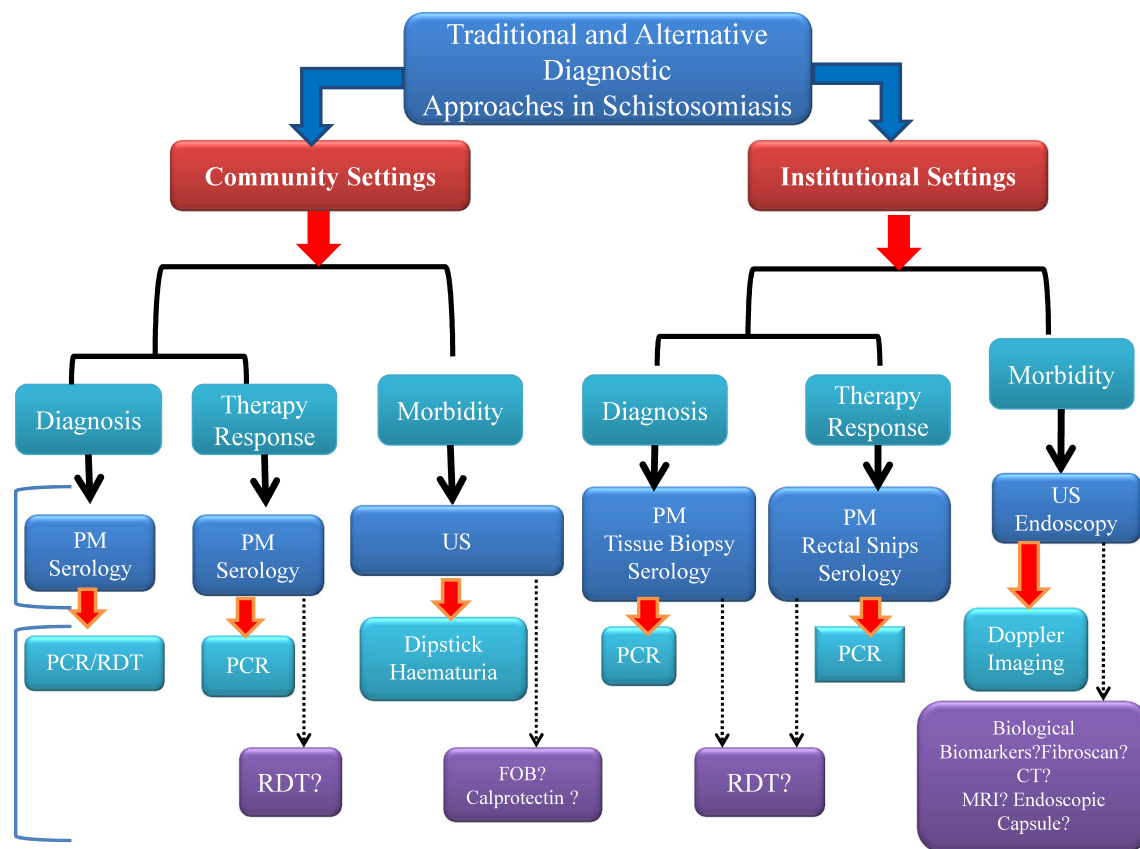 Traditional and Alternative
Diagnostic
Approaches in Schistosomiasis
Community Settings
Institutional Settings
Diagnosis
Therapy
Response
Morbidity
Diagnosis
Therapy
Response
Morbidity
PM
Serology
PM
Serology
US
PM
Tissue Biopsy
Serology
PM
Rectal Snips
Serology
US
Endoscopy
PCR/RDT
PCR
Dipstick
Haematuria
PCR
PCR
Doppler
Imaging
RDT?
FOB?
Calprotectin ?
RDT?
Biological
Biomarkers?Fibroscan?
CT?
MRI? Endoscopic
Capsule?